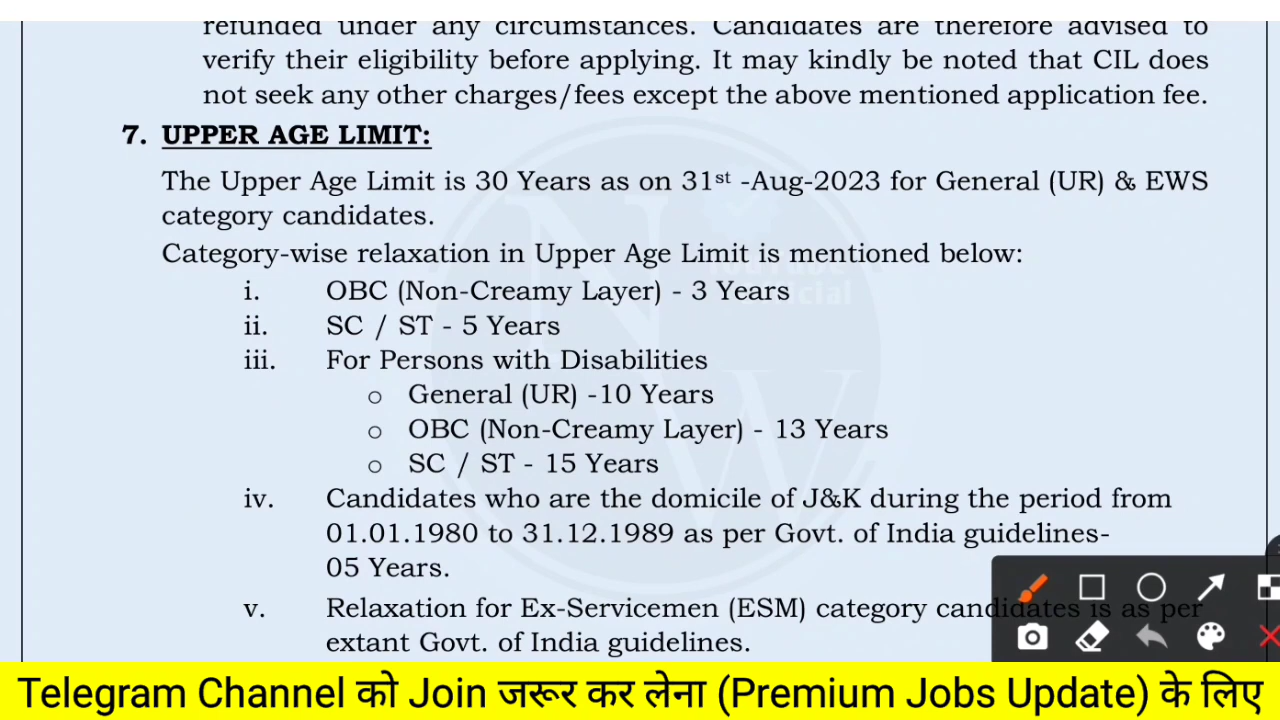 refunded under any circumstances. Candidates are therefore advised to
verify their eligibility before applying. It may kindly be noted that CIL does
not seek any other charges/fees except the above mentioned application fee.
7. UPPER AGE LIMIT:
The Upper Age Limit is 30 Years as on 31st -Aug-2023 for General (UR) & EWS
category candidates.
Category-wise relaxation in Upper Age Limit is mentioned below:
i. OBC (Non-Creamy Layer) - 3 Years
ii. SC / ST - 5 Years
iii. For Persons with Disabilities
o General (UR) -10 Years
o OBC (Non-Creamy Layer) - 13 Years
o SC / ST - 15 Years
iv. Candidates who are the domicile of J&K during the period from
01.01.1980 to 31.12.1989 as per Govt. of India guidelines-
05 Years.
v. Relaxation for Ex-Servicemen (ESM) category candidates is as per
extant Govt. of India guidelines.
Telegram Channel को Join जरूर कर लेना (Premium Jobs Update) के लिए